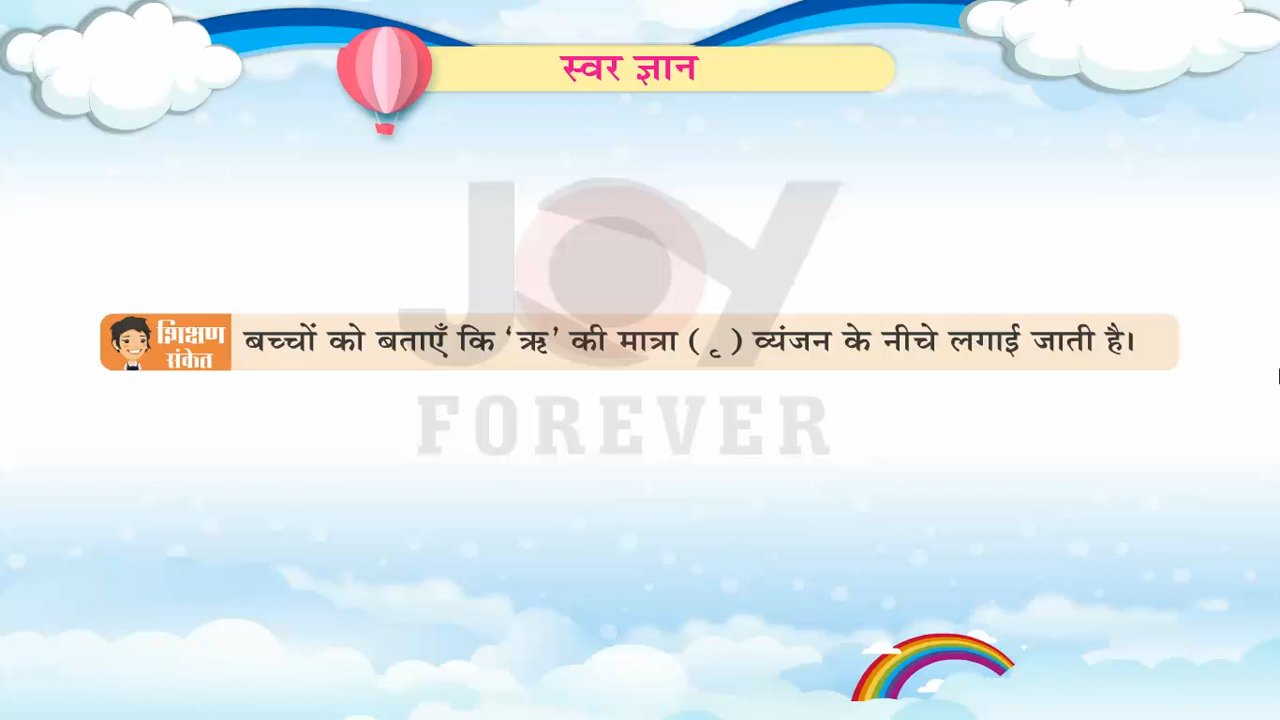 स्वर ज्ञान
JOY
FOREVER
शिक्षण
संकेत
बच्चों को बताएँ कि ‘ऋ’ की मात्रा ( ृ ) व्यंजन के नीचे लगाई जाती है।